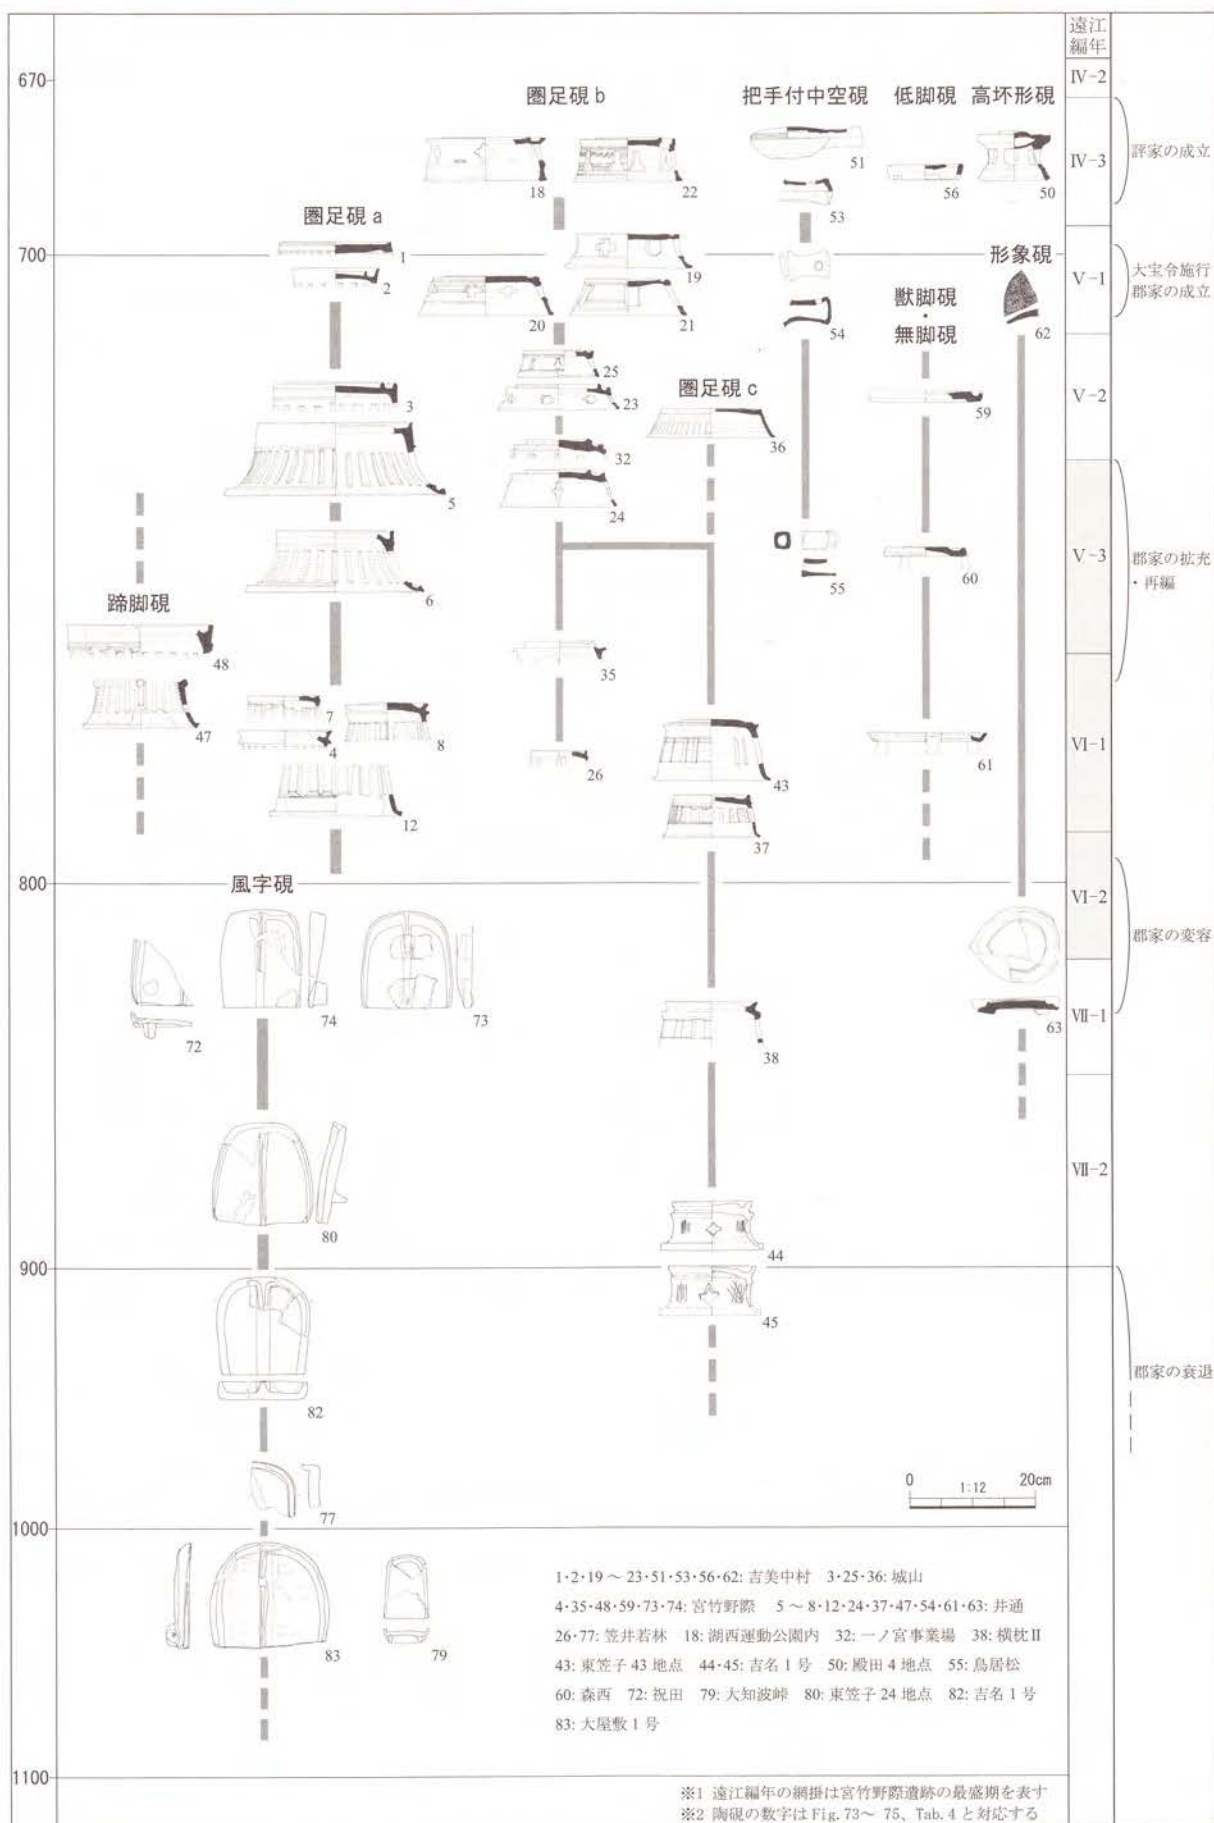 遠江
編年
670
IV-2
圏足硯 b
把手付中空硯
低脚硯
高坏形硯
評家の成立
IV-3
18
22
51
53
56
50
圏足硯 a
1
700
2
19
20
21
54
形象硯
62
V-1
大宝令施行
郡家の成立
獣脚硯
・
無脚硯
25
23
圏足硯 c
3
36
59
V-2
32
5
24
6
55
60
V-3
郡家の拡充
・再編
蹄脚硯
48
35
47
7
8
4
26
43
61
VI-1
12
37
800
風字硯
VI-2
郡家の変容
72
74
73
38
63
VII-1
80
VII-2
44
900
45
82
郡家の衰退
77
0
1:12
20cm
1000
83
79
1・2・19 ～ 23・51・53・56・62: 吉美中村 3・25・36: 城山
4・35・48・59・73・74: 宮竹野際 5 ～ 8・12・24・37・47・54・61・63: 井通
26・77: 笠井若林 18: 湖西運動公園内 32: 一ノ宮事業場 38: 横枕Ⅱ
43: 東笠子 43 地点 44・45: 吉名 1 号 50: 殿田 4 地点 55: 鳥居松
60: 森西 72: 祝田 79: 大知波峠 80: 東笠子 24 地点 82: 吉名 1 号
83: 大屋敷 1 号
1100
※1 遠江編年の網掛は宮竹野際遺跡の最盛期を表す
※2 陶硯の数字は Fig. 73～ 75、Tab. 4 と対応する